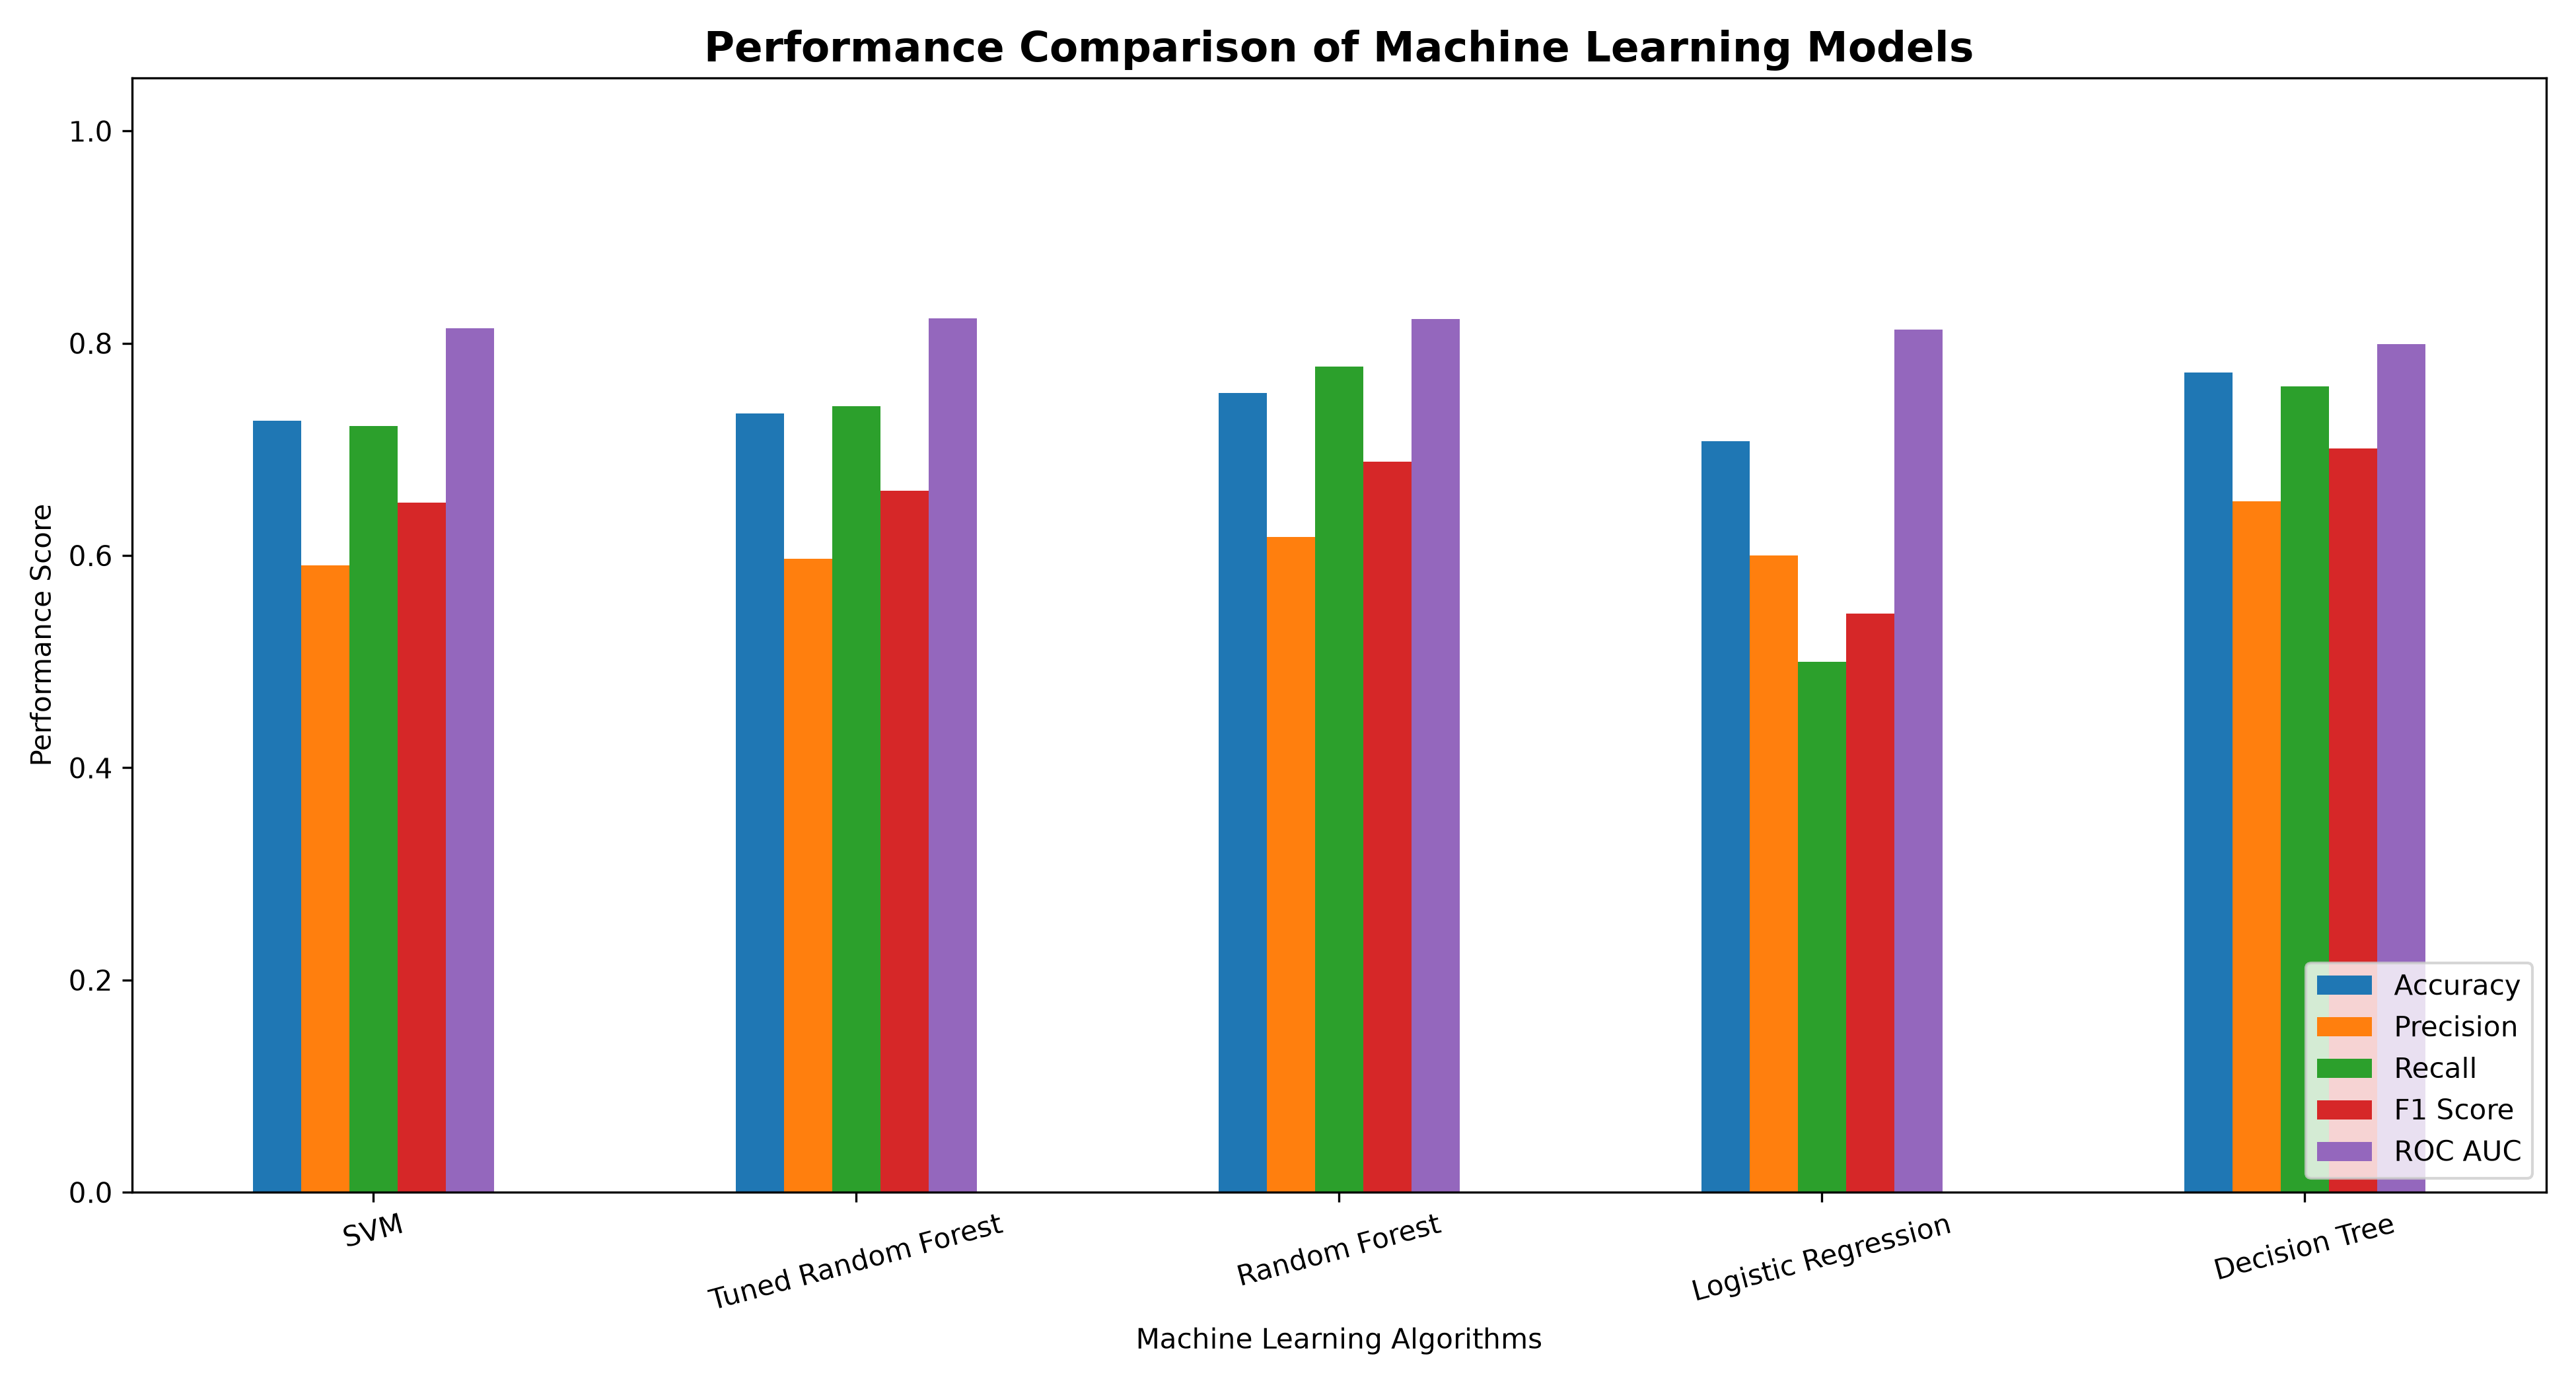 Performance Comparison of Machine Learning Models
Performance Score
1.0
0.8
0.6
0.4
0.2
0.0
Accuracy
Precision
Recall
F1 Score
ROC AUC
SVM
Tuned Random Forest
Random Forest
Logistic Regression
Decision Tree
Machine Learning Algorithms